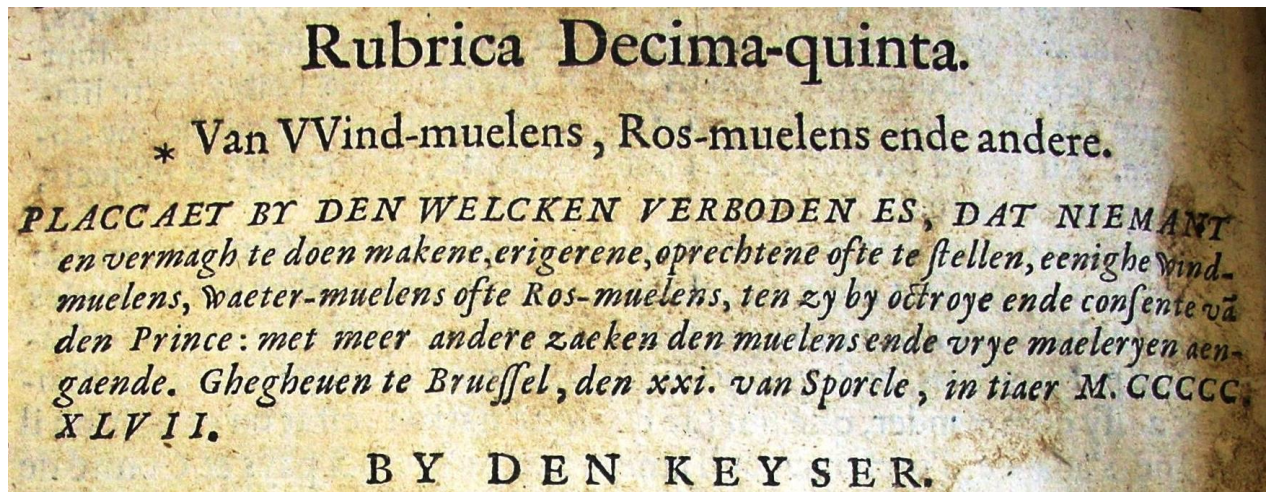 Rubrica Decima-quinta.
* Van VVind-muelens, Ros-muelens ende andere.
PLACCAET BY DEN WELCKEN VERBODEN ES, DAT NIEMANT
en vermagh te doen makene, erigerene, oprechtene ofte te ſtellen, eenighe Wind-
muelens, Waeter-muelens ofte Ros-muelens, ten zy by octroye ende conſente vā
den Prince: met meer andere zaeken den muelens ende vrye maeleryen aen-
gaende. Ghegheuen te Brueſſel, den xxi. van Sporcle, in tiaer M. CCCCC.
XLVII.
BY DEN KEYSER.